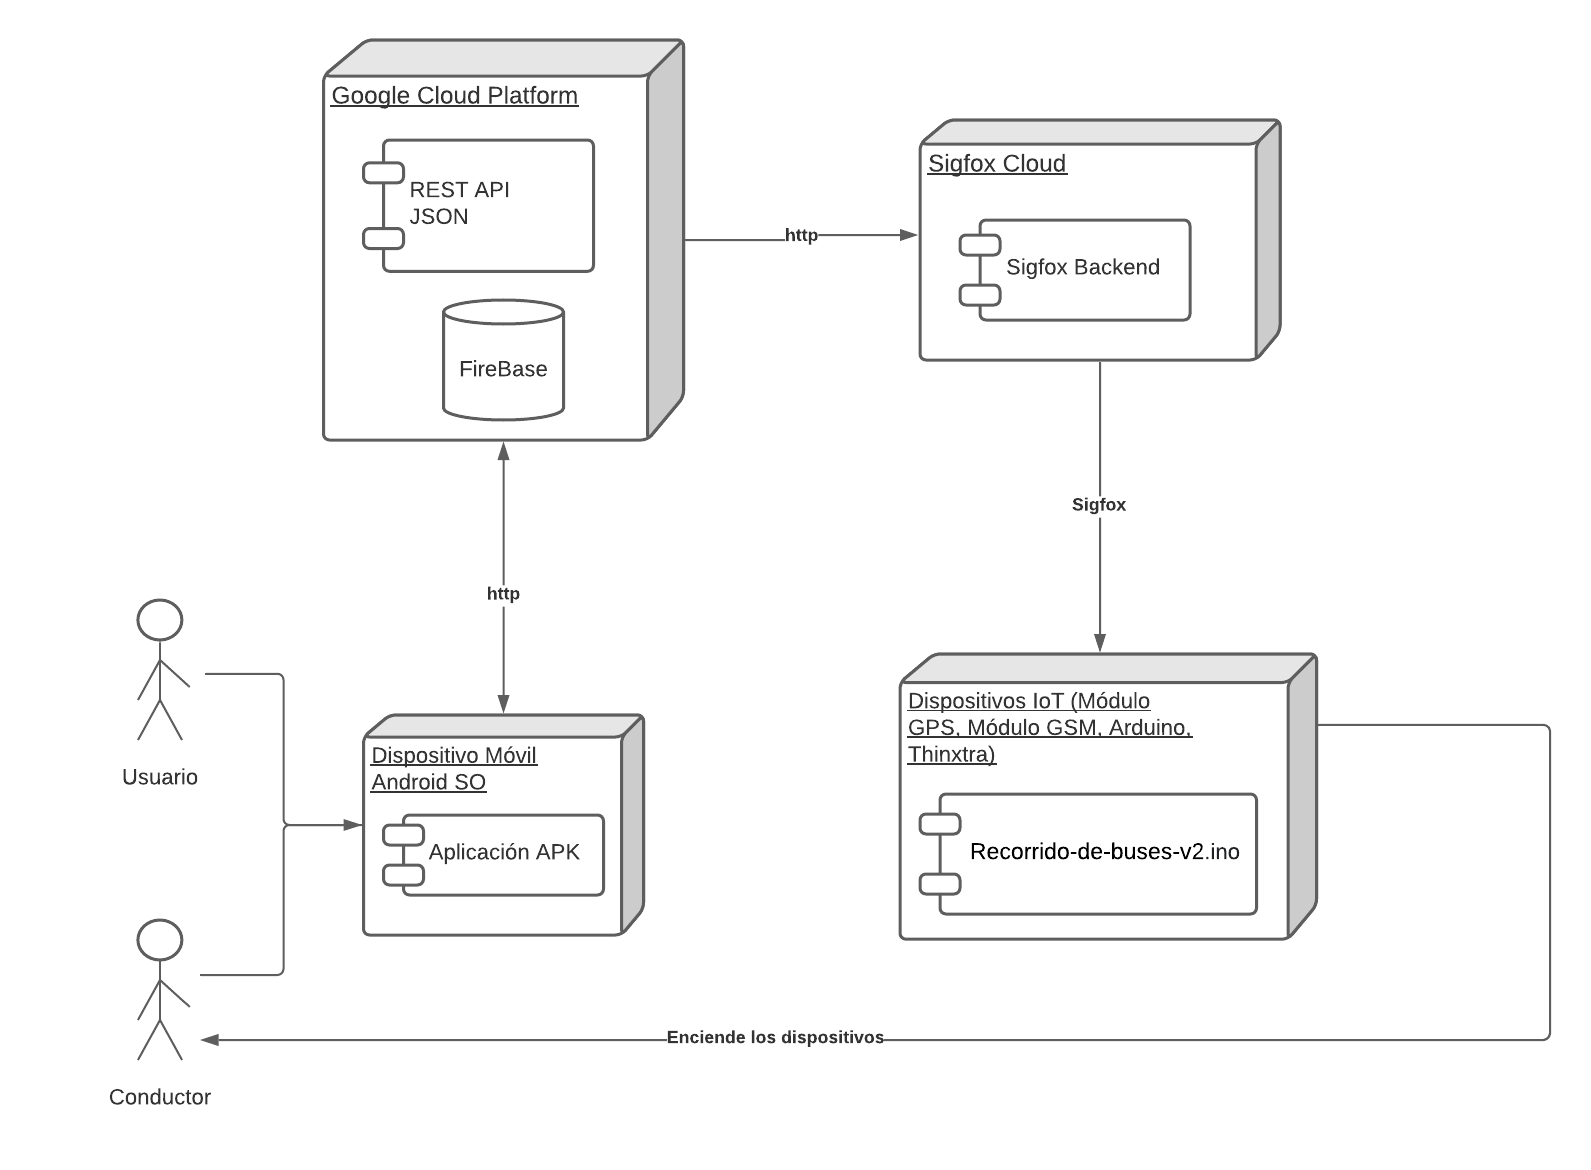 Google Cloud Platform
REST API
JSON
FireBase
http
Sigfox Cloud
Sigfox Backend
Sigfox
http
Usuario
Dispositivo Móvil
Android SO
Aplicación APK
Dispositivos IoT (Módulo
GPS, Módulo GSM, Arduino,
Thinxtra)
Recorrido-de-buses-v2.ino
Enciende los dispositivos
Conductor